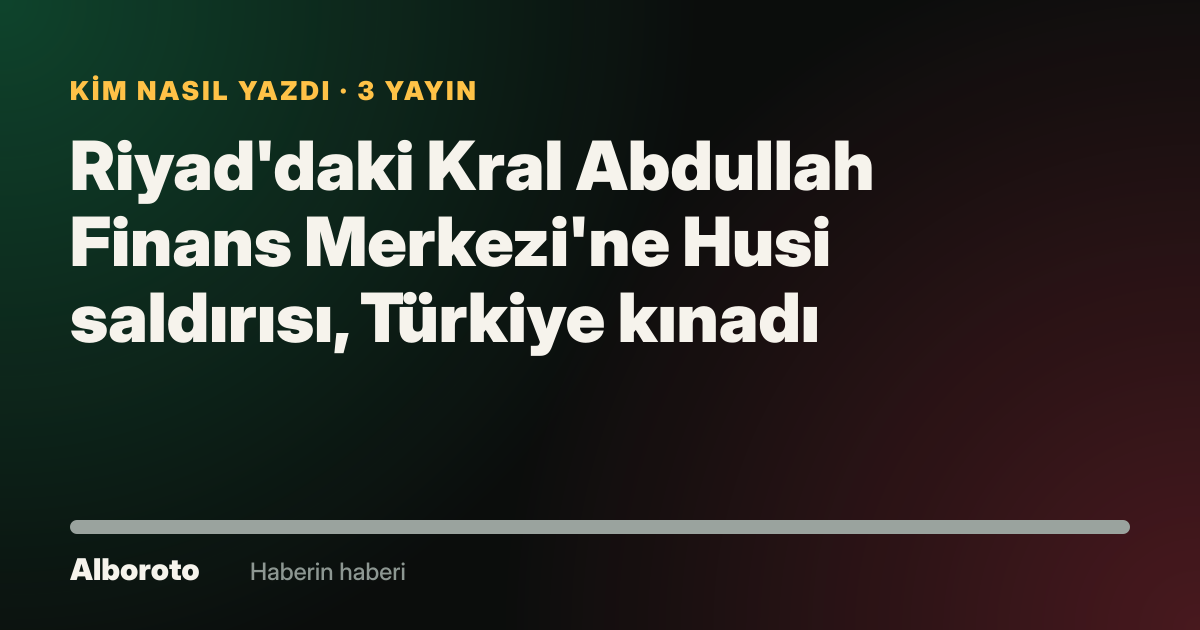 KİM NASIL YAZDI · 3 YAYIN
Riyad'daki Kral Abdullah
Finans Merkezi'ne Husi
saldırısı, Türkiye kınadı
Alboroto
Haberin haberi